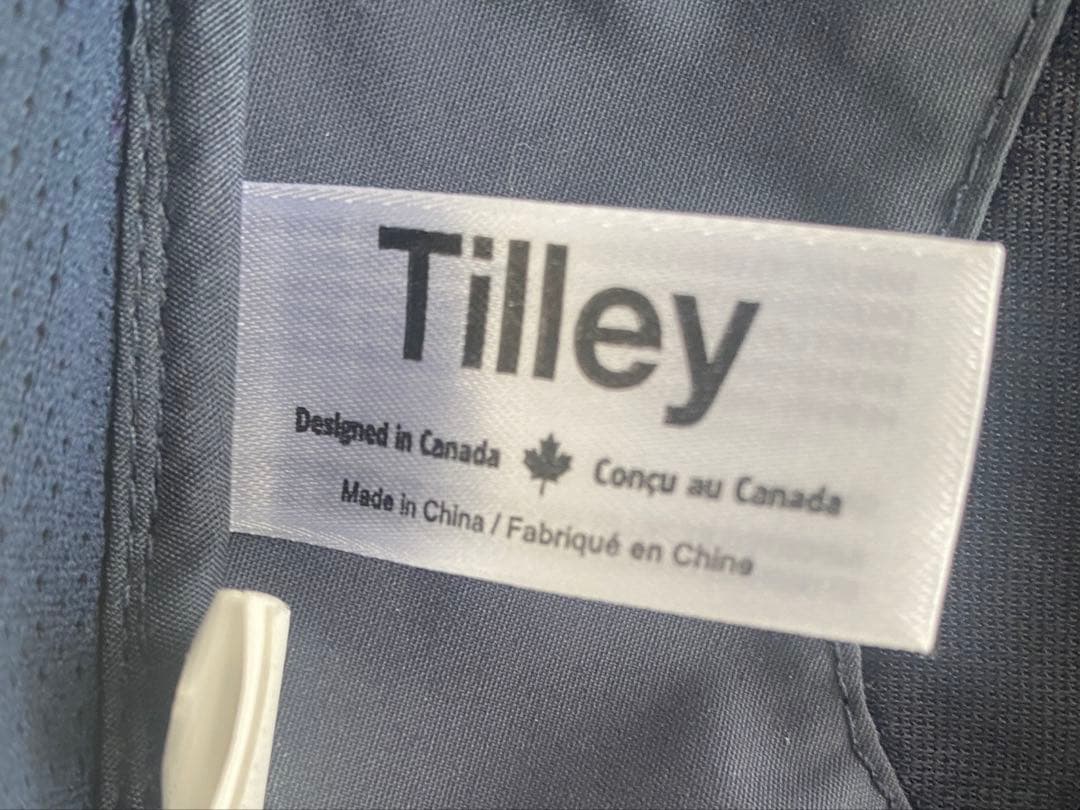 Tilley
Designed in Canada Conçu au Canada
Made in China / Fabriqué en Chine